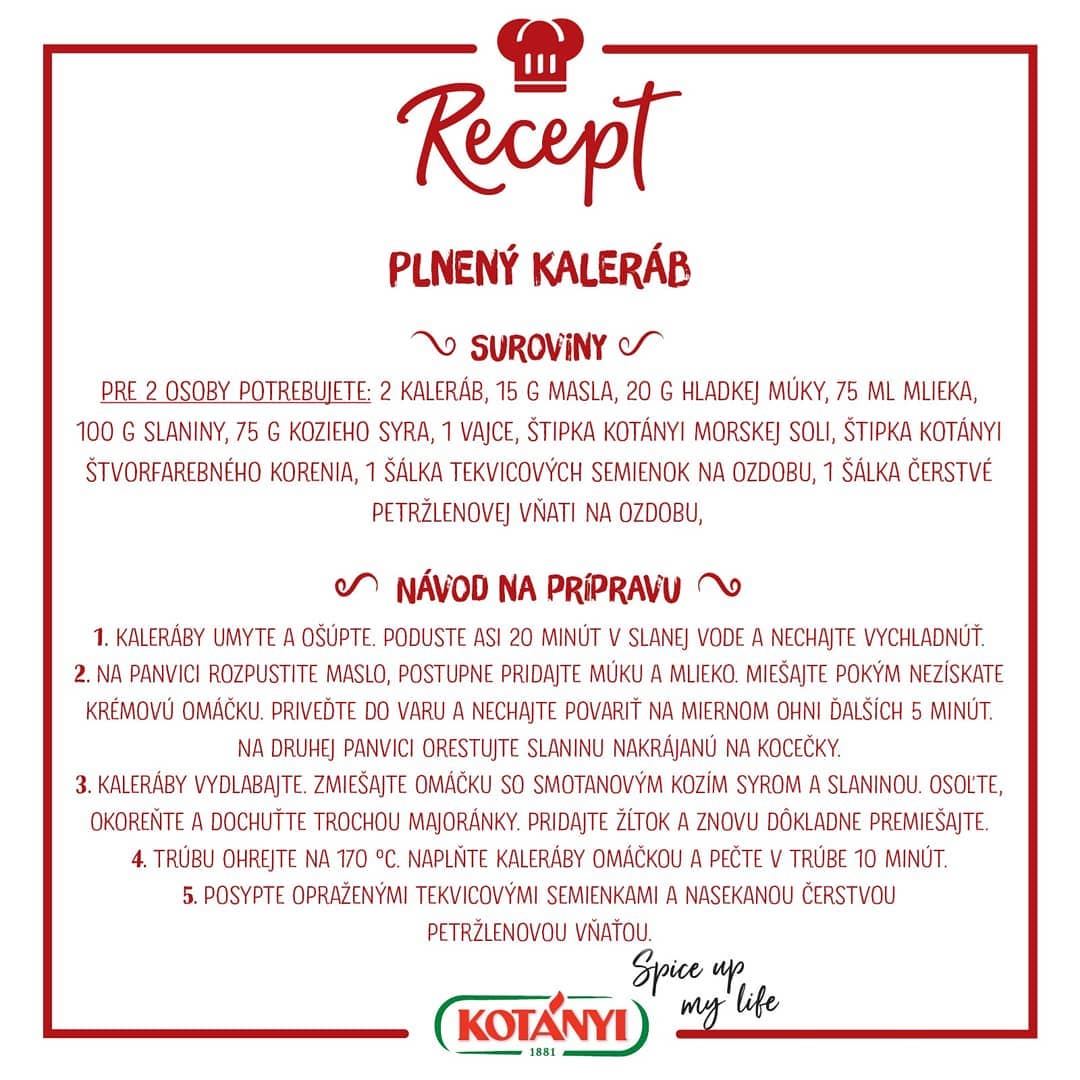 Recept
PLNENÝ KALERÁB
SUROVINY
PRE 2 OSOBY POTREBUJETE: 2 KALERÁB, 15 G MASLA, 20 G HLADKEJ MÚKY, 75 ML MLIEKA,
100 G SLANINY, 75 G KOZIEHO SYRA, 1 VAJCE, ŠTIPKA KOTÁNYI MORSKEJ SOLI, ŠTIPKA KOTÁNYI
ŠTVORFAREBNÉHO KORENIA, 1 ŠÁLKA TEKVICOVÝCH SEMIENOK NA OZDOBU, 1 ŠÁLKA ČERSTVÉ
PETRŽLENOVEJ VŇATI NA OZDOBU,
NÁVOD NA PRÍPRAVU
1. KALERÁBY UMYTE A OŠÚPTE. PODUSTE ASI 20 MINÚT V SLANEJ VODE A NECHAJTE VYCHLADNÚŤ.
2. NA PANVICI ROZPUSTITE MASLO, POSTUPNE PRIDAJTE MÚKU A MLIEKO. MIEŠAJTE POKÝM NEZÍSKATE
KRÉMOVÚ OMÁČKU. PRIVEĎTE DO VARU A NECHAJTE POVARIŤ NA MIERNOM OHNI ĎALŠÍCH 5 MINÚT.
NA DRUHEJ PANVICI ORESTUJTE SLANINU NAKRÁJANÚ NA KOCEČKY.
3. KALERÁBY VYDLABAJTE. ZMIEŠAJTE OMÁČKU SO SMOTANOVÝM KOZÍM SYROM A SLANINOU. OSOĽTE,
OKOREŇTE A DOCHUŤTE TROCHOU MAJORÁNKY. PRIDAJTE ŽĹTOK A ZNOVU DÔKLADNE PREMIEŠAJTE.
4. TRÚBU OHREJTE NA 170 ºC. NAPLŇTE KALERÁBY OMÁČKOU A PEČTE V TRÚBE 10 MINÚT.
5. POSYPTE OPRAŽENÝMI TEKVICOVÝMI SEMIENKAMI A NASEKANOU ČERSTVOU
PETRŽLENOVOU VŇAŤOU.
Spice up
my life
KOTÁNYI
1881